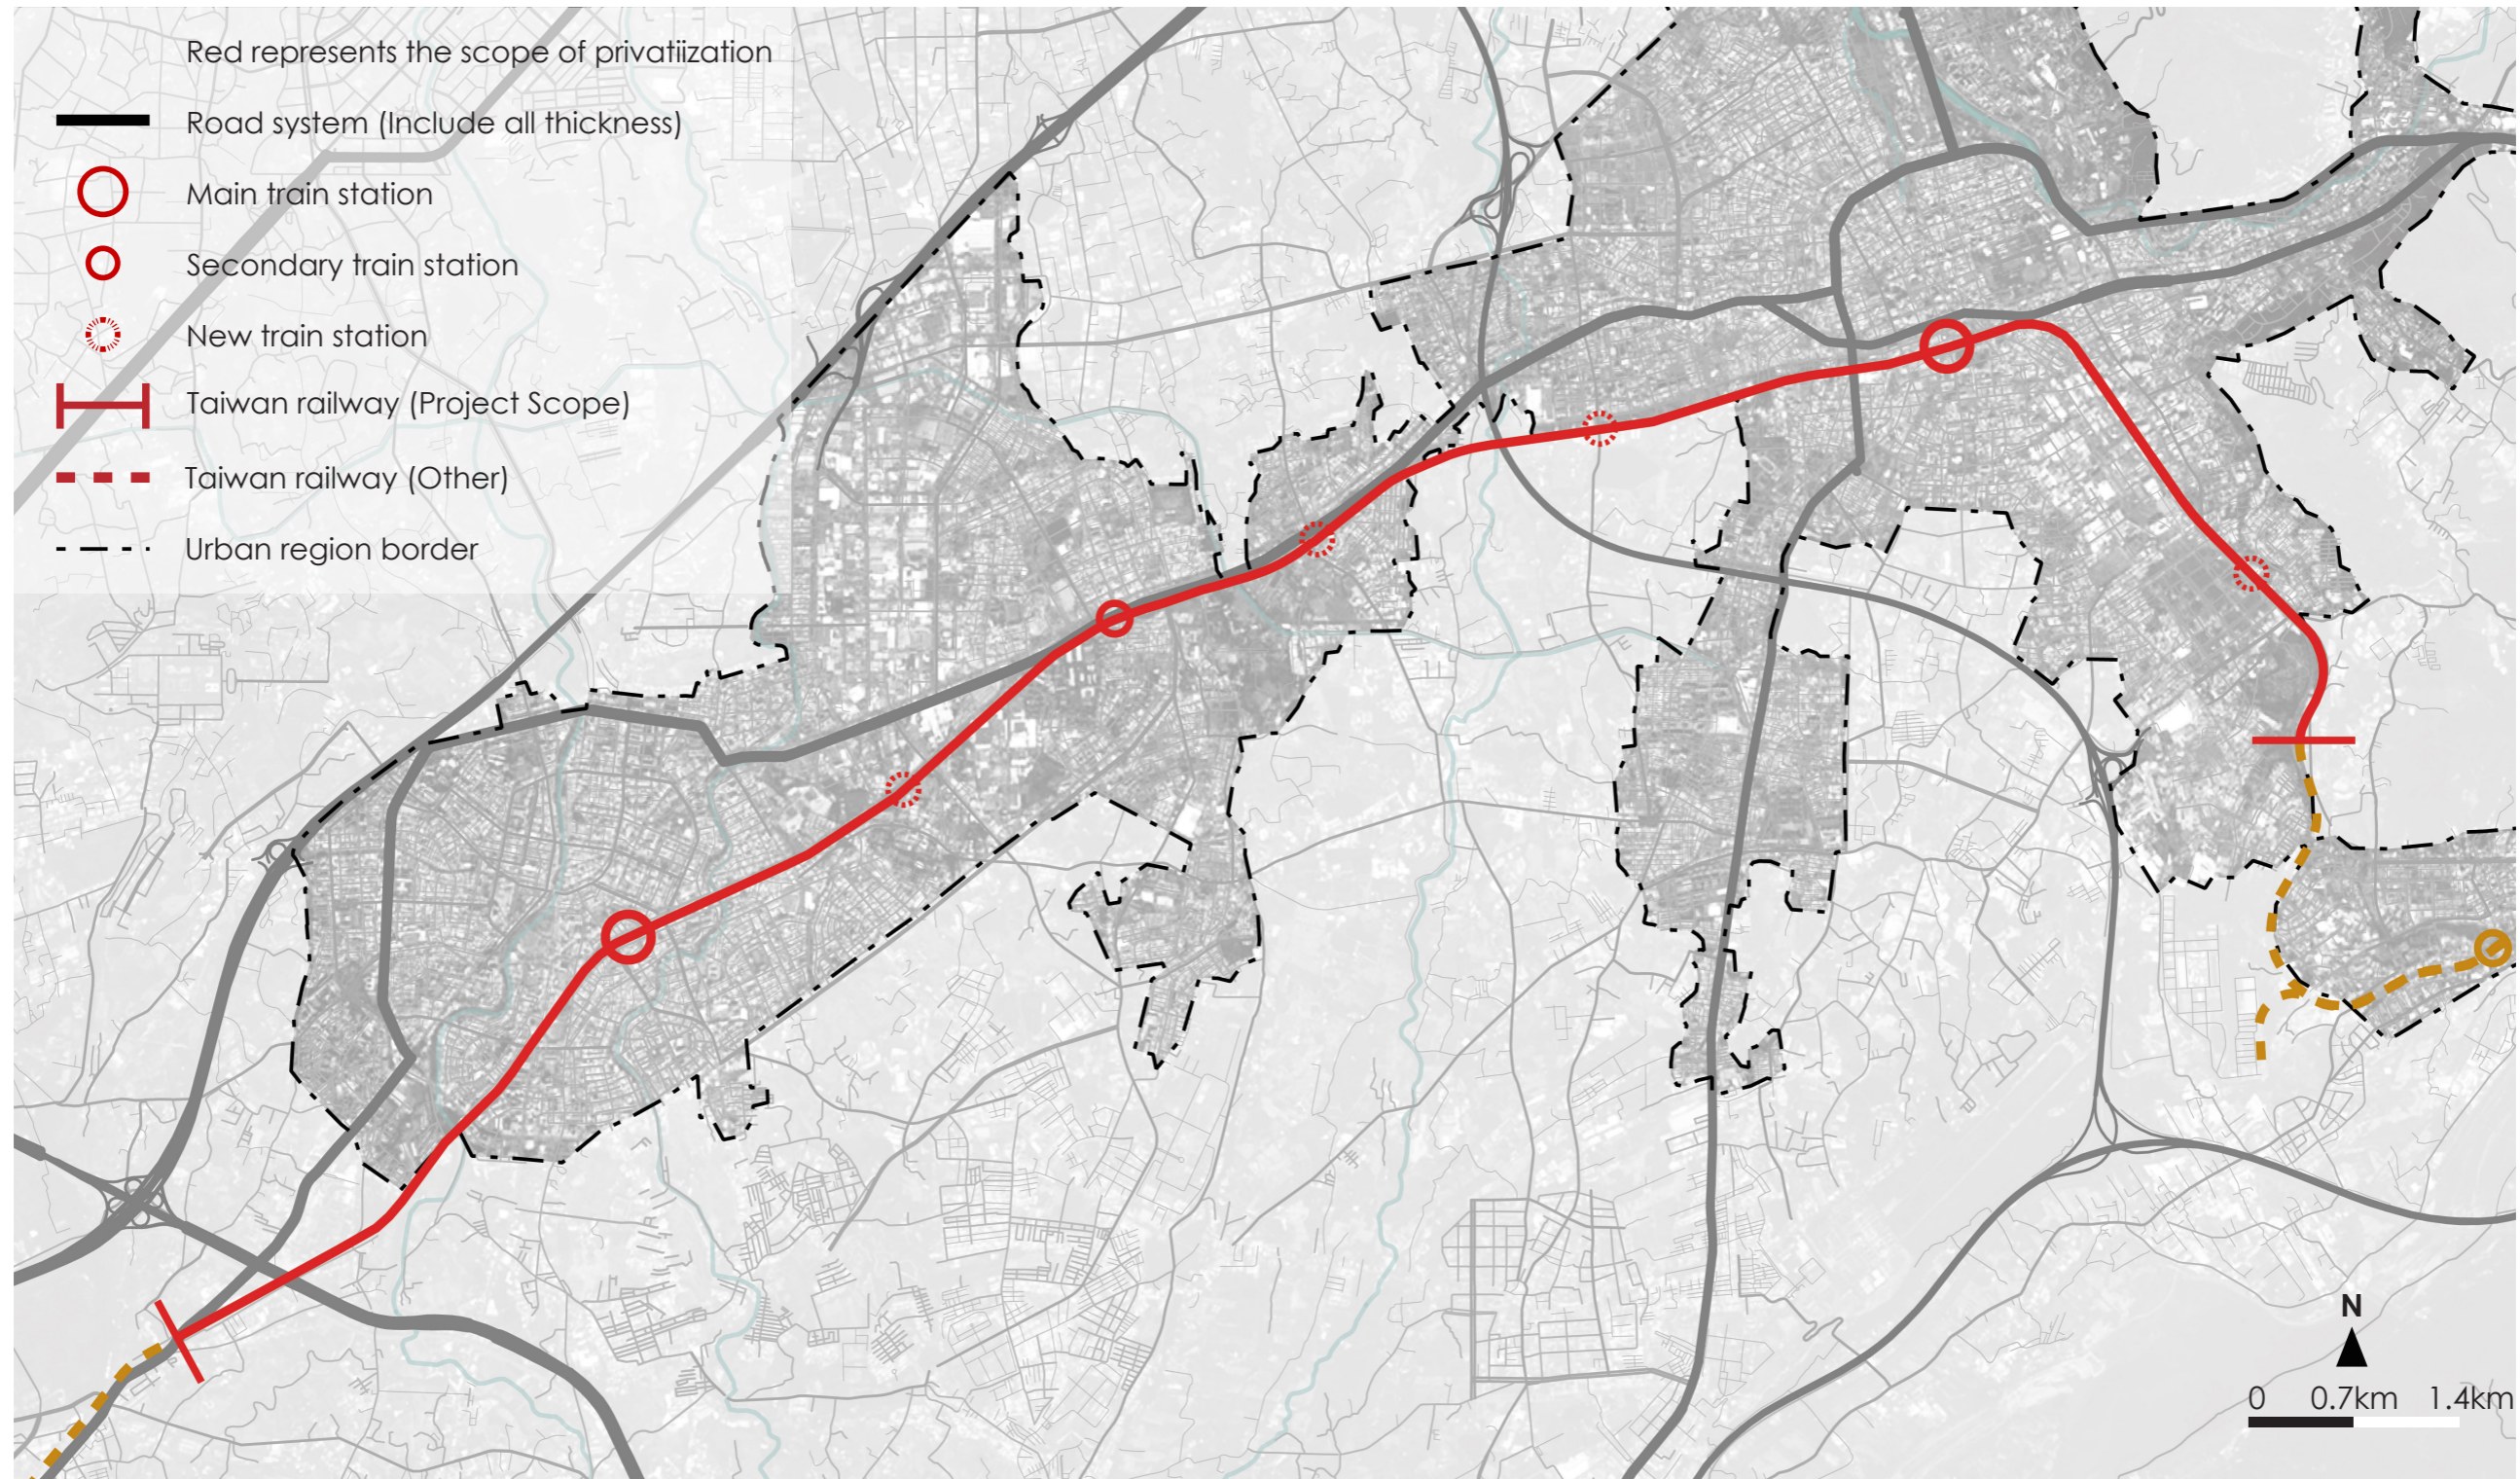 Red represents the scope of privatiization
Road system (Include all thickness)
Main train station
Secondary train station
New train station
Taiwan railway (Project Scope)
Taiwan railway (Other)
Urban region border
N
0 0.7km 1.4km